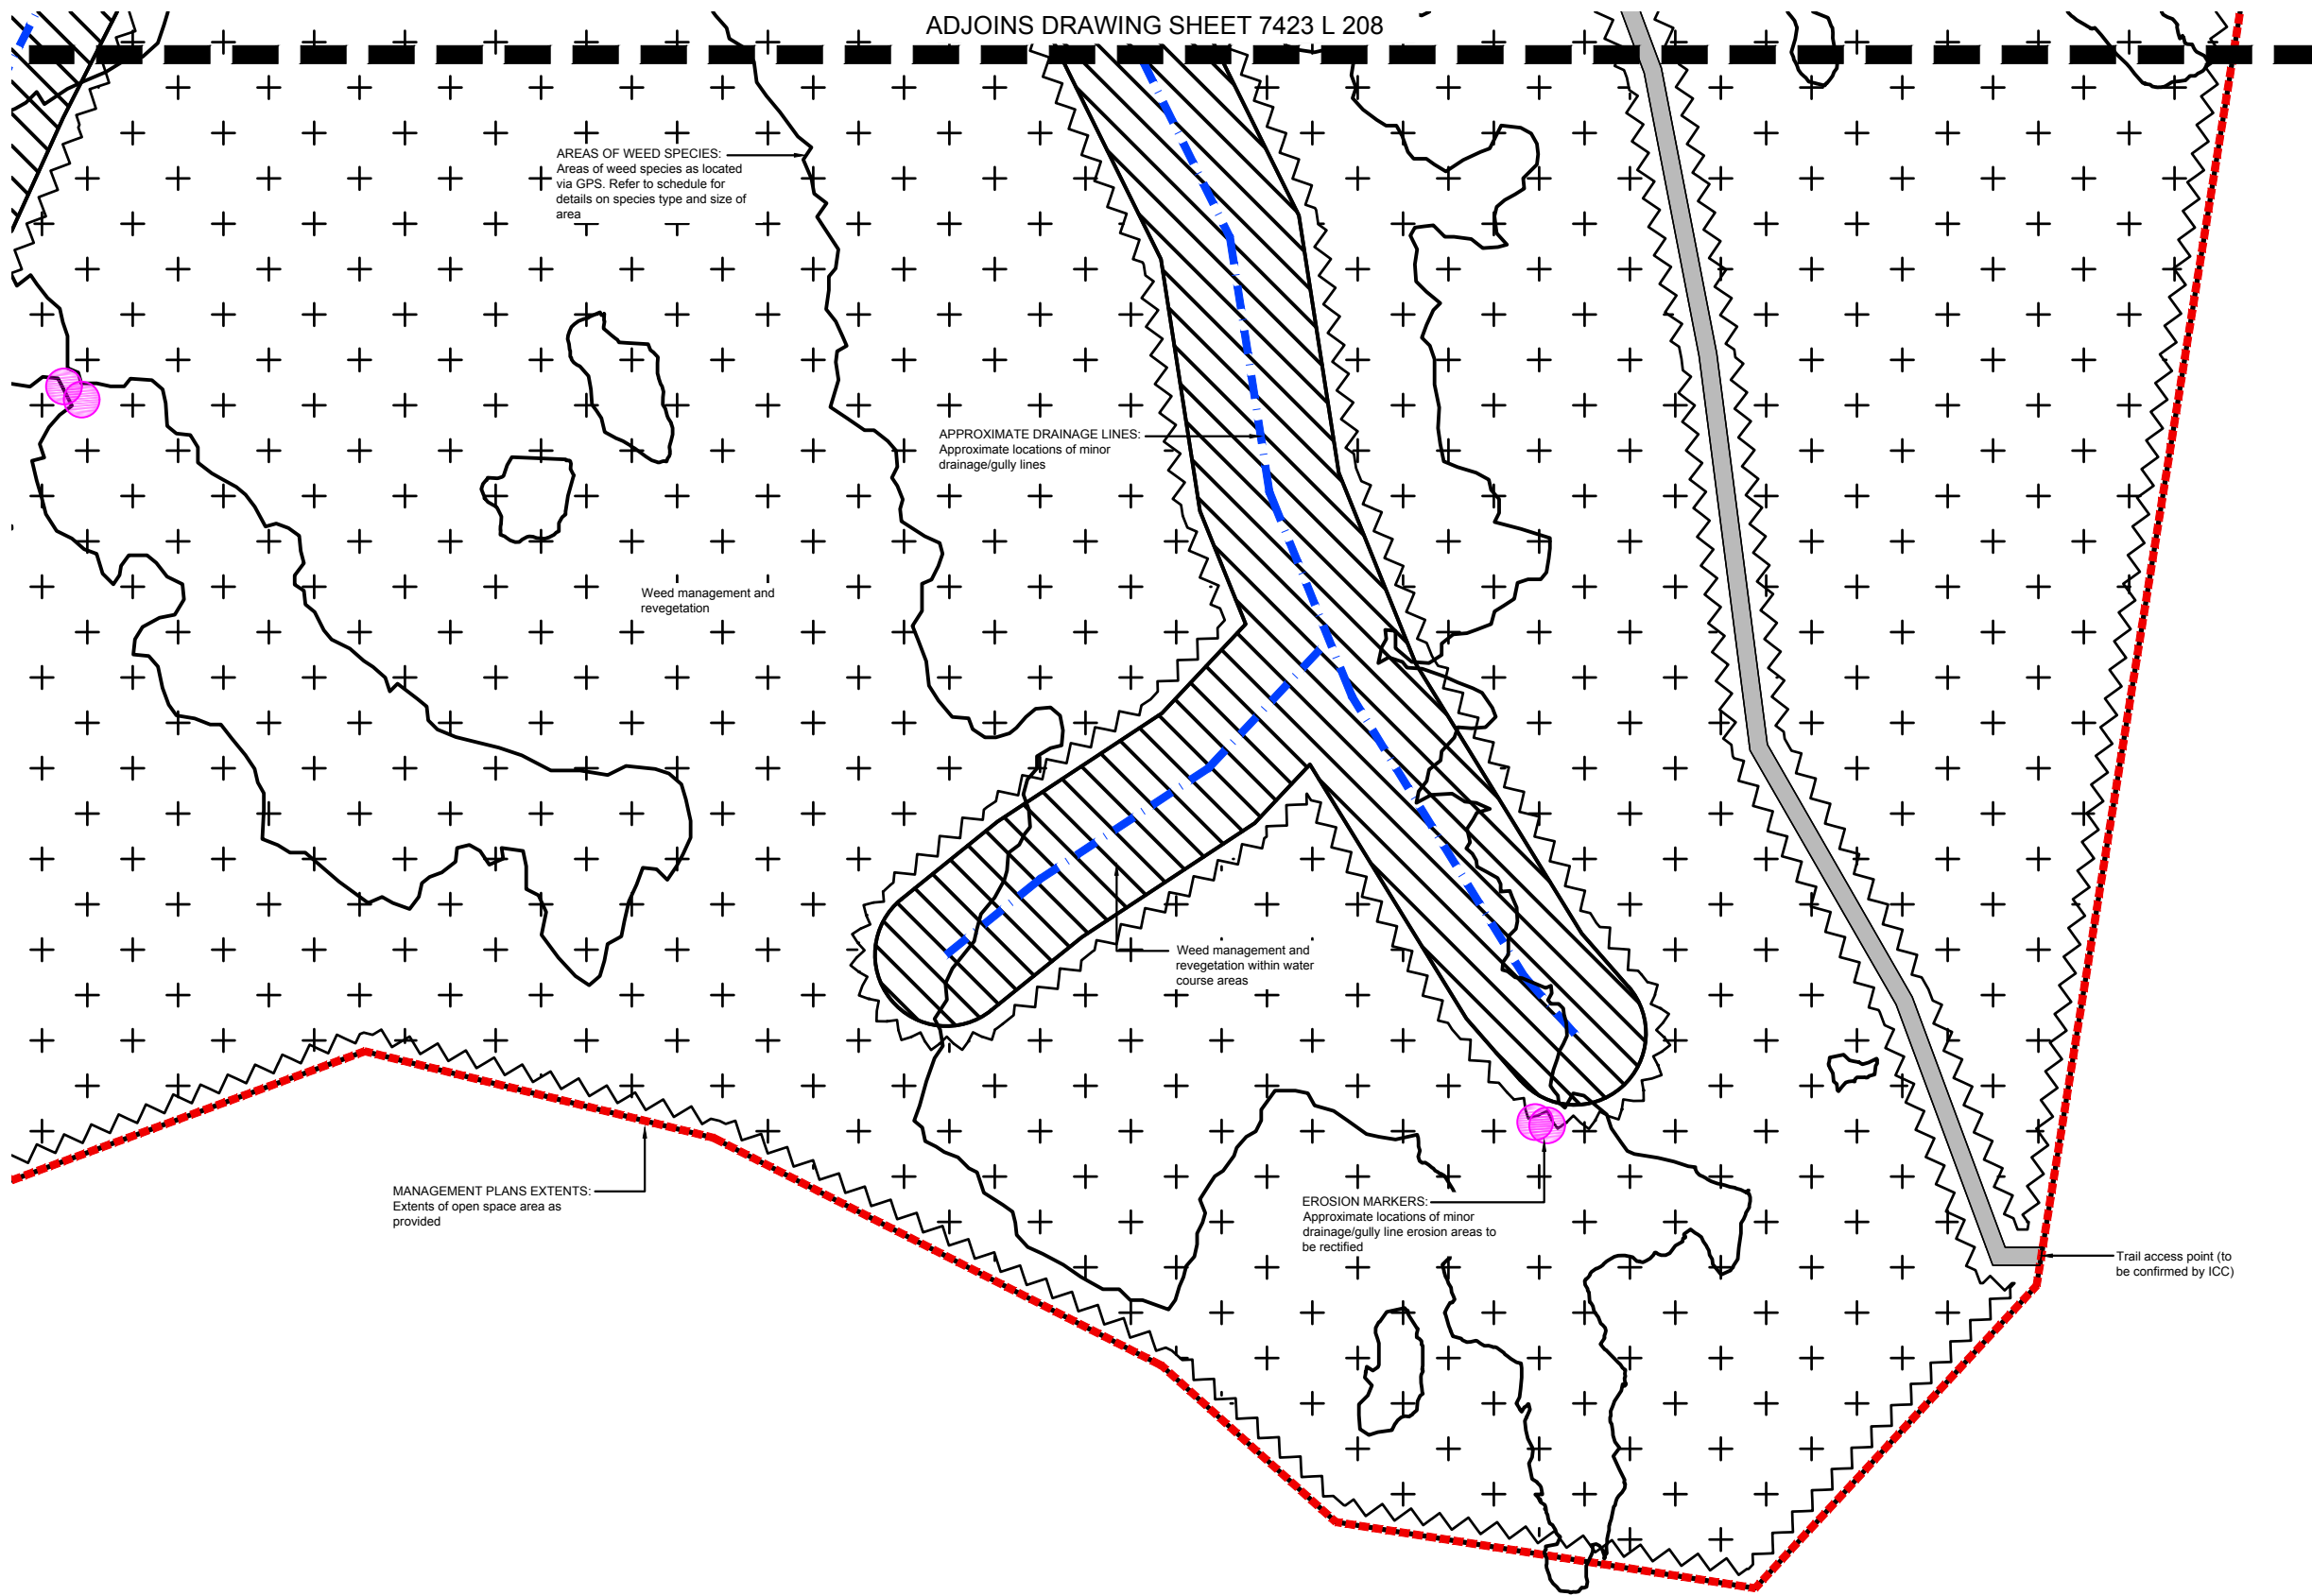 ADJOINS DRAWING SHEET 7423 L 208
AREAS OF WEED SPECIES:
Areas of weed species as located
via GPS. Refer to schedule for
details on species type and size of
area
APPROXIMATE DRAINAGE LINES:
Approximate locations of minor
drainage/gully lines
Weed management and
revegetation
Weed management and
revegetation within water
course areas
MANAGEMENT PLANS EXTENTS:
Extents of open space area as
provided
EROSION MARKERS:
Approximate locations of minor
drainage/gully line erosion areas to
be rectified
Trail access point (to
be confirmed by ICC)